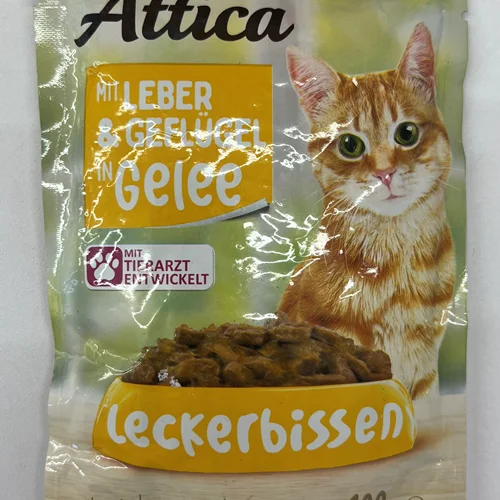 Attica
MIT LEBER
& GEFLÜGEL
IN Gelee
MIT
TIERARZT
ENTWICKELT
Leckerbissen